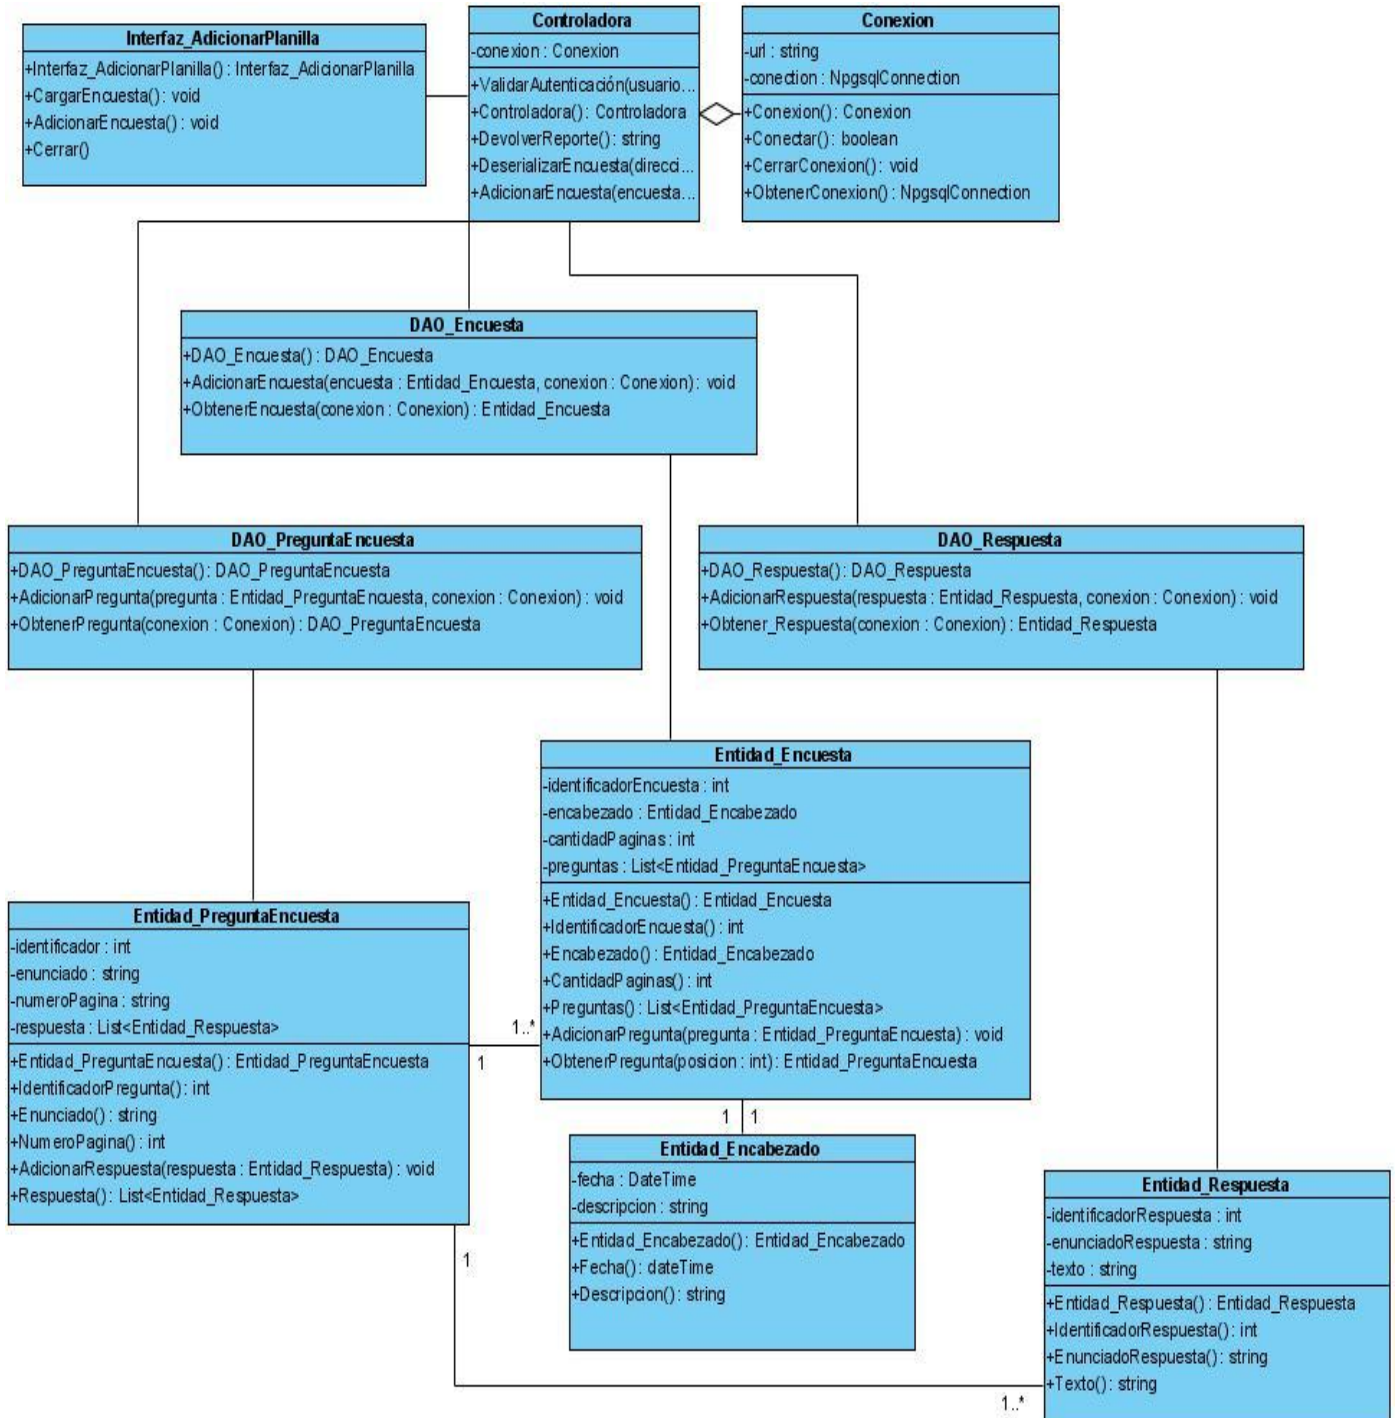 Interfaz_AdicionarPlanilla
+Interfaz_AdicionarPlanilla() : Interfaz_AdicionarPlanilla
+CargarEncuesta() : void
+AdicionarEncuesta() : void
+Cerrar()
Controladora
-conexion : Conexion
+ValidarAutenticación(usuario...
+Controladora() : Controladora
+DevolverReporte() : string
+DeserializarEncuesta(direcci...
+AdicionarEncuesta(encuesta...
Conexion
-url : string
-conection : NpgsqlConnection
+Conexion() : Conexion
+Conectar() : boolean
+CerrarConexion() : void
+ObtenerConexion() : NpgsqlConnection
DAO_Encuesta
+DAO_Encuesta() : DAO_Encuesta
+AdicionarEncuesta(encuesta : Entidad_Encuesta, conexion : Conexion) : void
+ObtenerEncuesta(conexion : Conexion) : Entidad_Encuesta
DAO_PreguntaEncuesta
+DAO_PreguntaEncuesta() : DAO_PreguntaEncuesta
+AdicionarPregunta(pregunta : Entidad_PreguntaEncuesta, conexion : Conexion) : void
+ObtenerPregunta(conexion : Conexion) : DAO_PreguntaEncuesta
DAO_Respuesta
+DAO_Respuesta() : DAO_Respuesta
+AdicionarRespuesta(respuesta : Entidad_Respuesta, conexion : Conexion) : void
+Obtener_Respuesta(conexion : Conexion) : Entidad_Respuesta
Entidad_Encuesta
-identificadorEncuesta : int
-encabezado : Entidad_Encabezado
-cantidadPaginas : int
-preguntas : List<Entidad_PreguntaEncuesta>
+Entidad_Encuesta() : Entidad_Encuesta
+IdentificadorEncuesta() : int
+Encabezado() : Entidad_Encabezado
+CantidadPaginas() : int
+Preguntas() : List<Entidad_PreguntaEncuesta>
+AdicionarPregunta(pregunta : Entidad_PreguntaEncuesta) : void
+ObtenerPregunta(posicion : int) : Entidad_PreguntaEncuesta
Entidad_PreguntaEncuesta
-identificador : int
-enunciado : string
-numeroPagina : string
-respuesta : List<Entidad_Respuesta>
+Entidad_PreguntaEncuesta() : Entidad_PreguntaEncuesta
+IdentificadorPregunta() : int
+Enunciado() : string
+NumeroPagina() : int
+AdicionarRespuesta(respuesta : Entidad_Respuesta) : void
+Respuesta() : List<Entidad_Respuesta>
1..*
1
1 1
Entidad_Encabezado
-fecha : DateTime
-descripcion : string
+Entidad_Encabezado() : Entidad_Encabezado
+Fecha() : dateTime
+Descripcion() : string
Entidad_Respuesta
-identificadorRespuesta : int
-enunciadoRespuesta : string
-texto : string
+Entidad_Respuesta() : Entidad_Respuesta
+IdentificadorRespuesta() : int
+EnunciadoRespuesta() : string
+Texto() : string
1
1..*